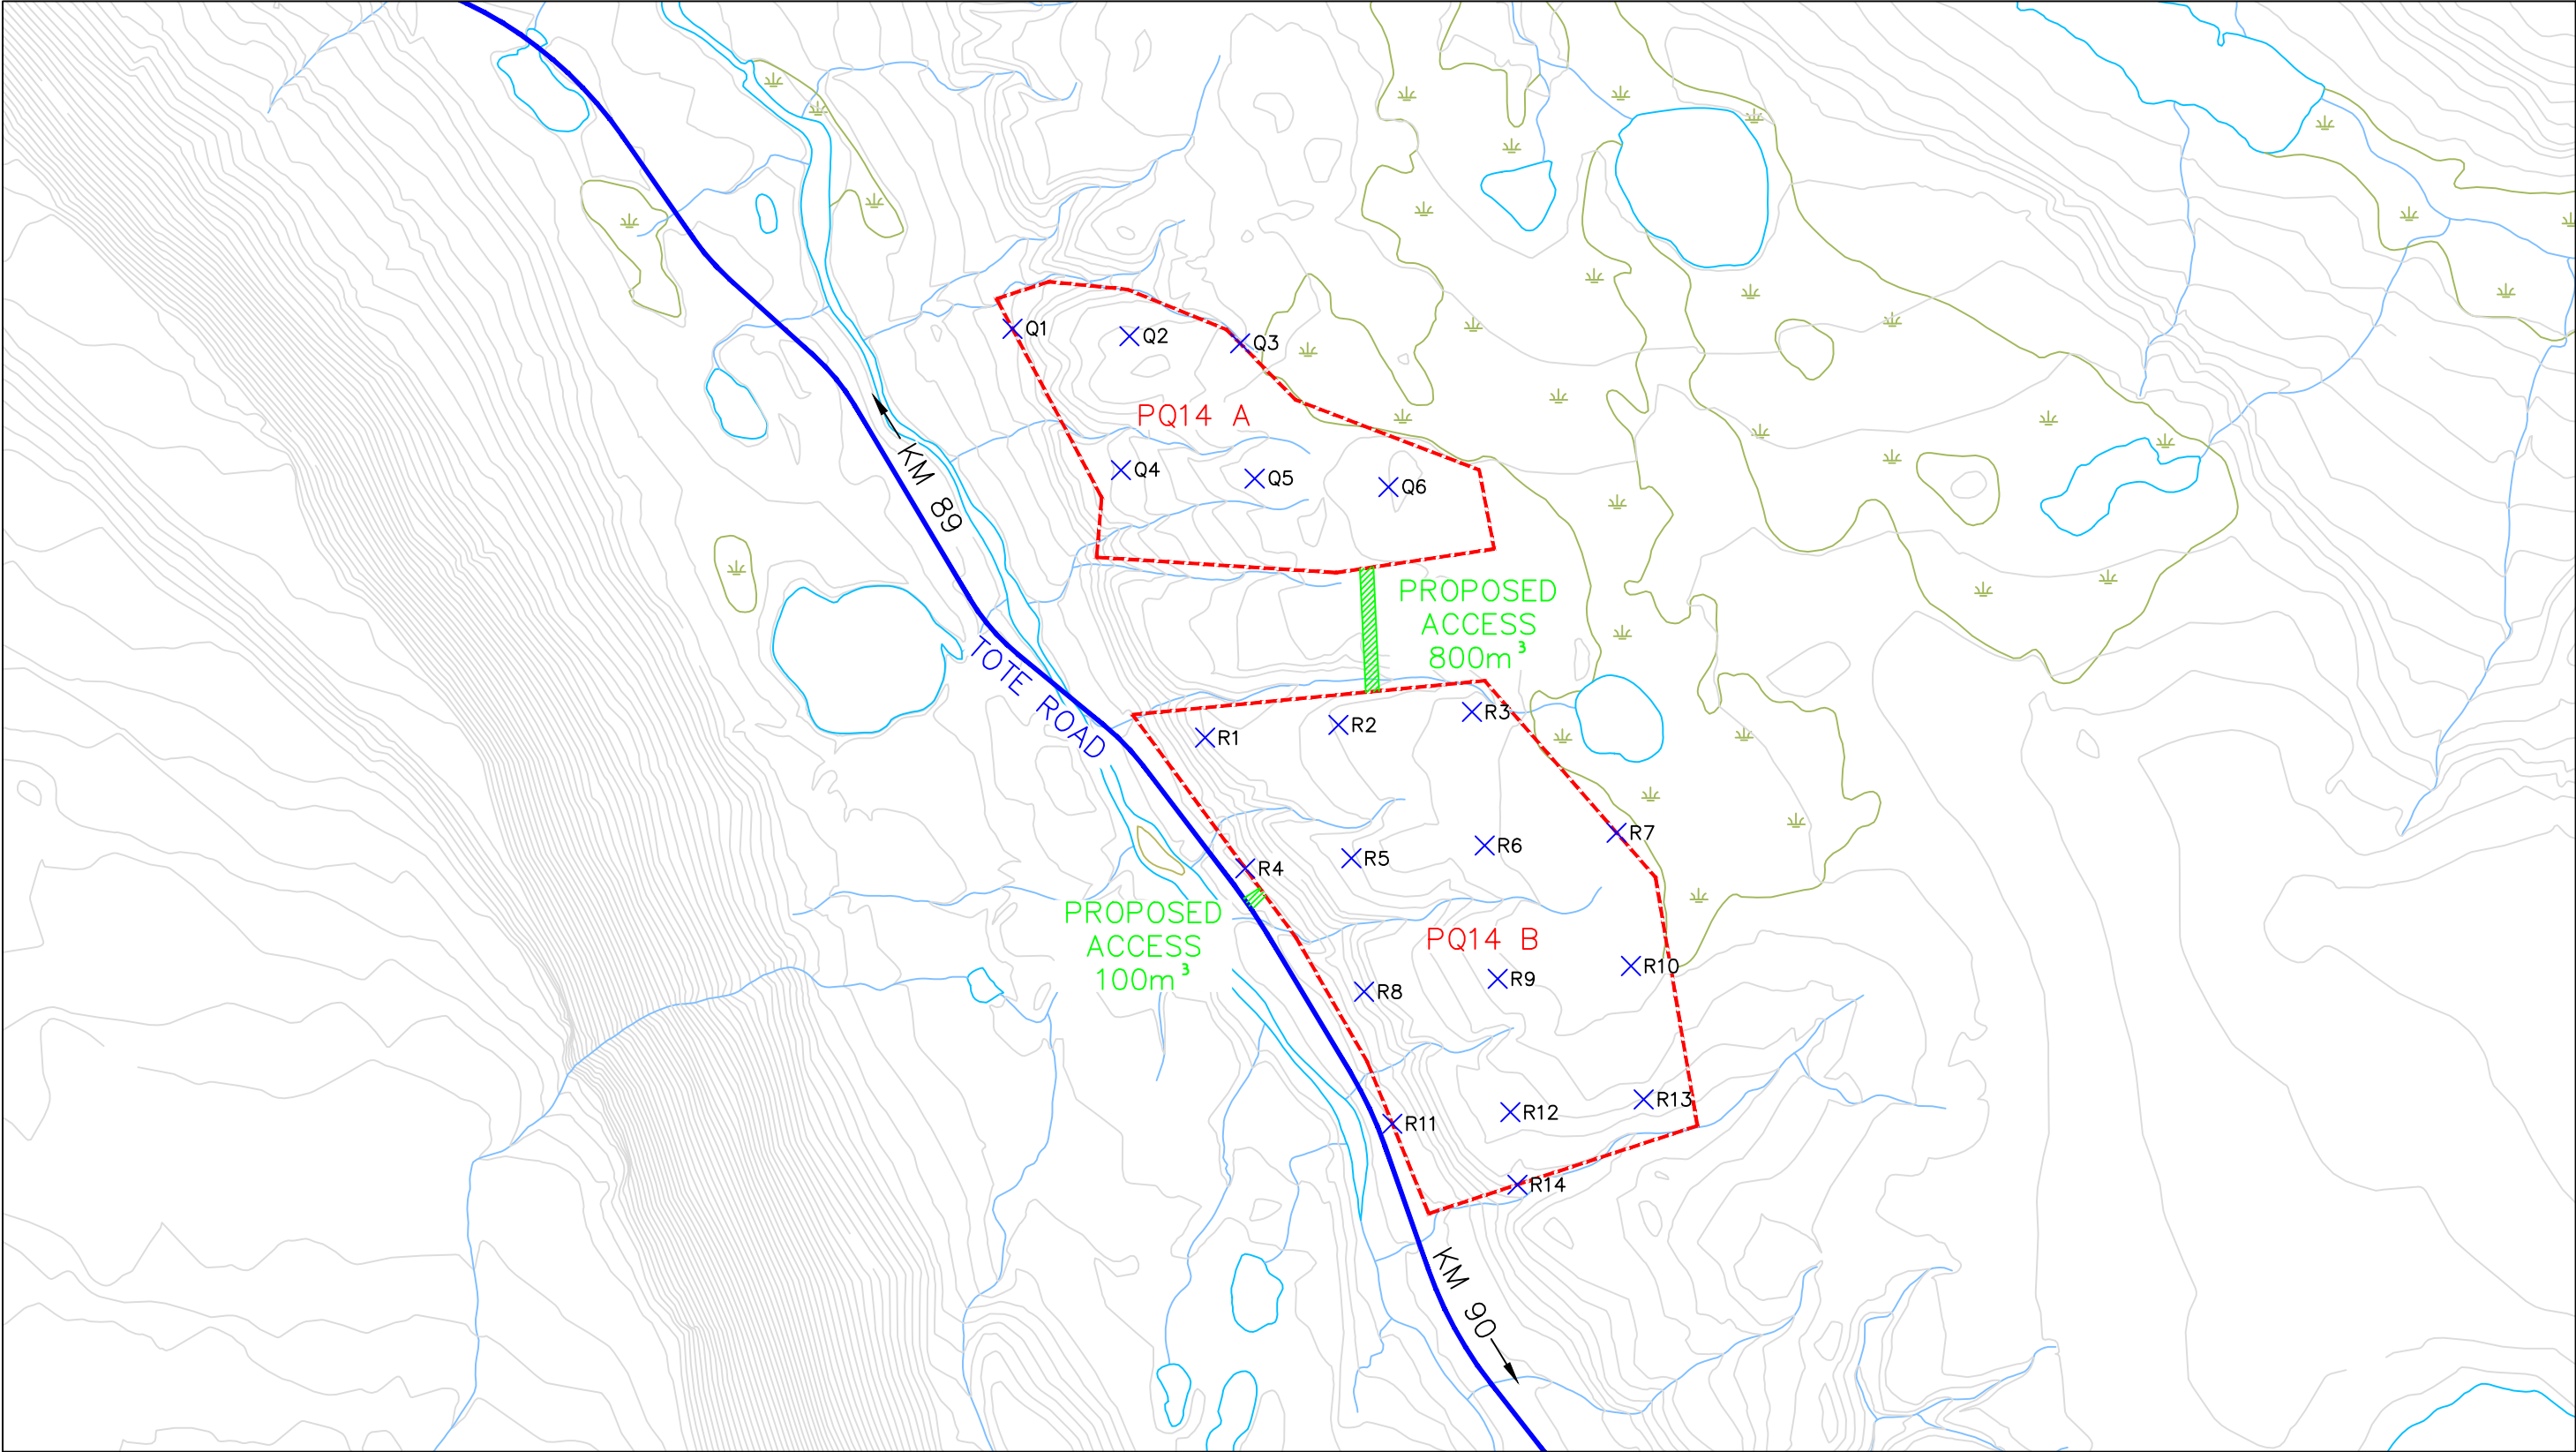 Q1
Q2
Q3
PQ14 A
Q4
Q5
Q6
KM 89
PROPOSED
ACCESS
800m³
TOTE ROAD
R1
R2
R3
R4
R5
R6
R7
PROPOSED
ACCESS
100m³
PQ14 B
R8
R9
R10
R11
R12
R13
R14
KM 90